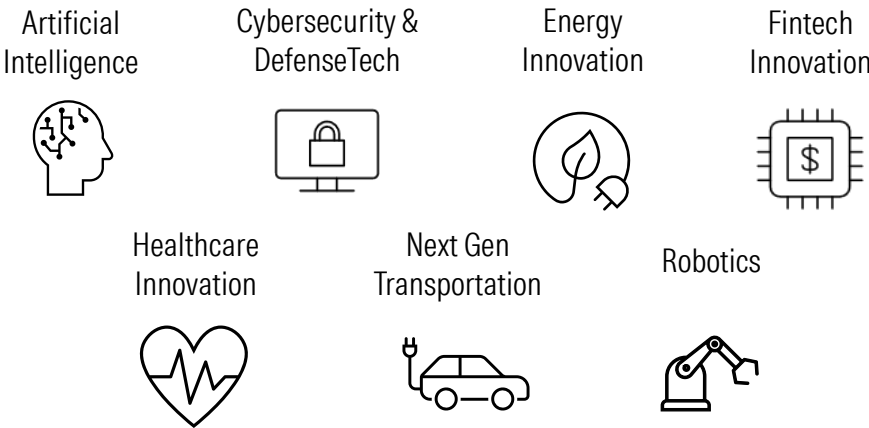 Artificial
Intelligence
Cybersecurity &
DefenseTech
Energy
Innovation
Fintech
Innovation
$
Healthcare
Innovation
Next Gen
Transportation
Robotics